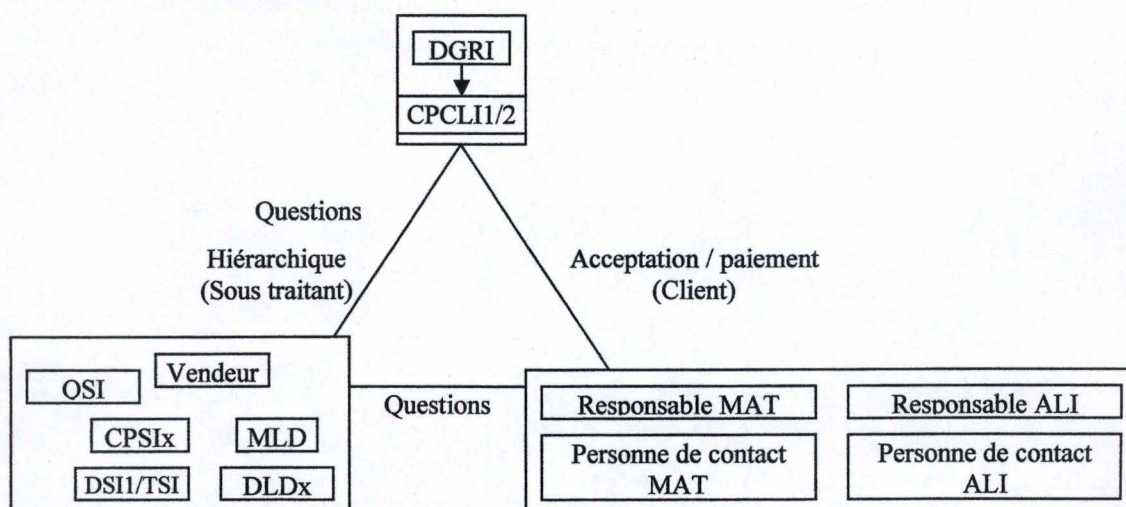 DGRI
CPCLI1/2
Questions
Hiérarchique
(Sous traitant)
Acceptation / paiement
(Client)
QSI
Vendeur
CPSIx
MLD
DSI1/TSI
DLDx
Questions
Responsable MAT
Responsable ALI
Personne de contact
MAT
Personne de contact
ALI